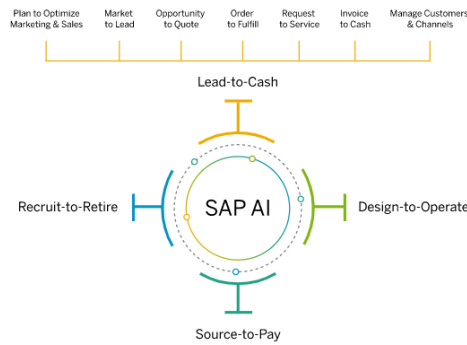 Plan to Optimize
Marketing & Sales
Market
to Lead
Opportunity
to Quote
Order
to Fulfill
Request
to Service
Invoice
to Cash
Manage Customers
& Channels
Lead-to-Cash
Recruit-to-Retire
SAP AI
Design-to-Operate
Source-to-Pay